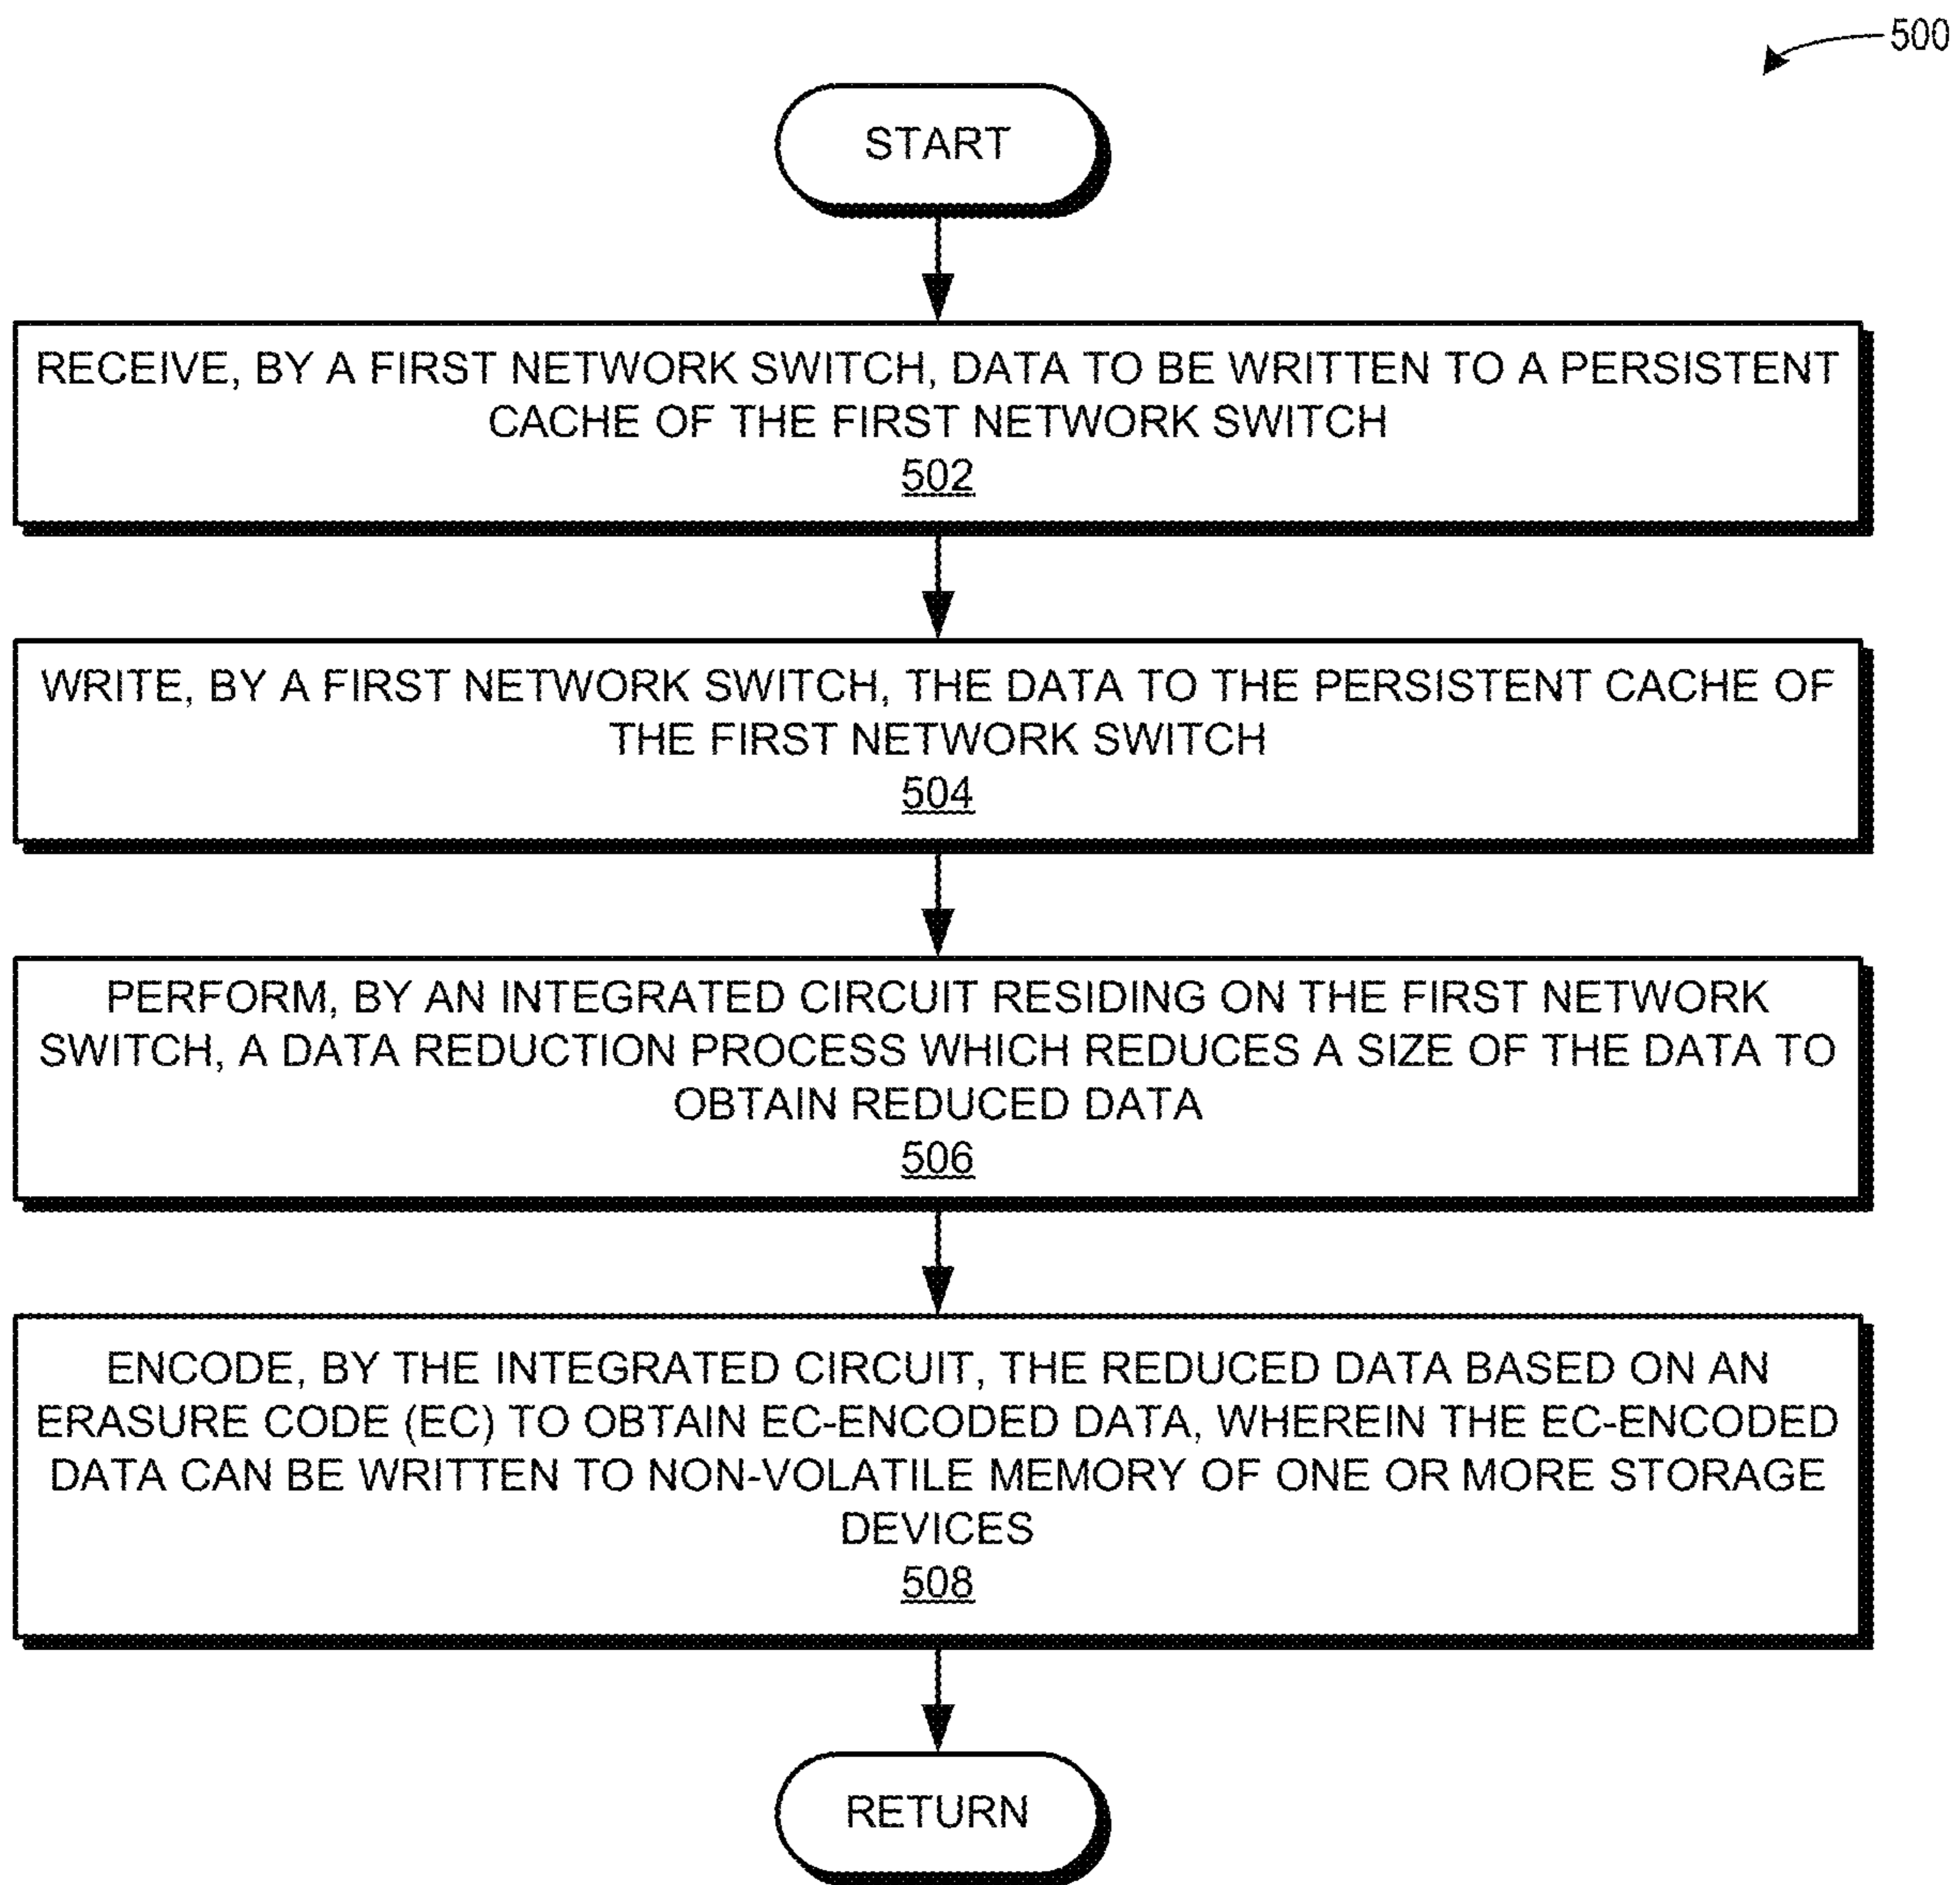 500
START
RECEIVE, BY A FIRST NETWORK SWITCH, DATA TO BE WRITTEN TO A PERSISTENT
CACHE OF THE FIRST NETWORK SWITCH
502
WRITE, BY A FIRST NETWORK SWITCH, THE DATA TO THE PERSISTENT CACHE OF
THE FIRST NETWORK SWITCH
504
PERFORM, BY AN INTEGRATED CIRCUIT RESIDING ON THE FIRST NETWORK
SWITCH, A DATA REDUCTION PROCESS WHICH REDUCES A SIZE OF THE DATA TO
OBTAIN REDUCED DATA
506
ENCODE, BY THE INTEGRATED CIRCUIT, THE REDUCED DATA BASED ON AN
ERASURE CODE (EC) TO OBTAIN EC-ENCODED DATA, WHEREIN THE EC-ENCODED
DATA CAN BE WRITTEN TO NON-VOLATILE MEMORY OF ONE OR MORE STORAGE
DEVICES
508
RETURN